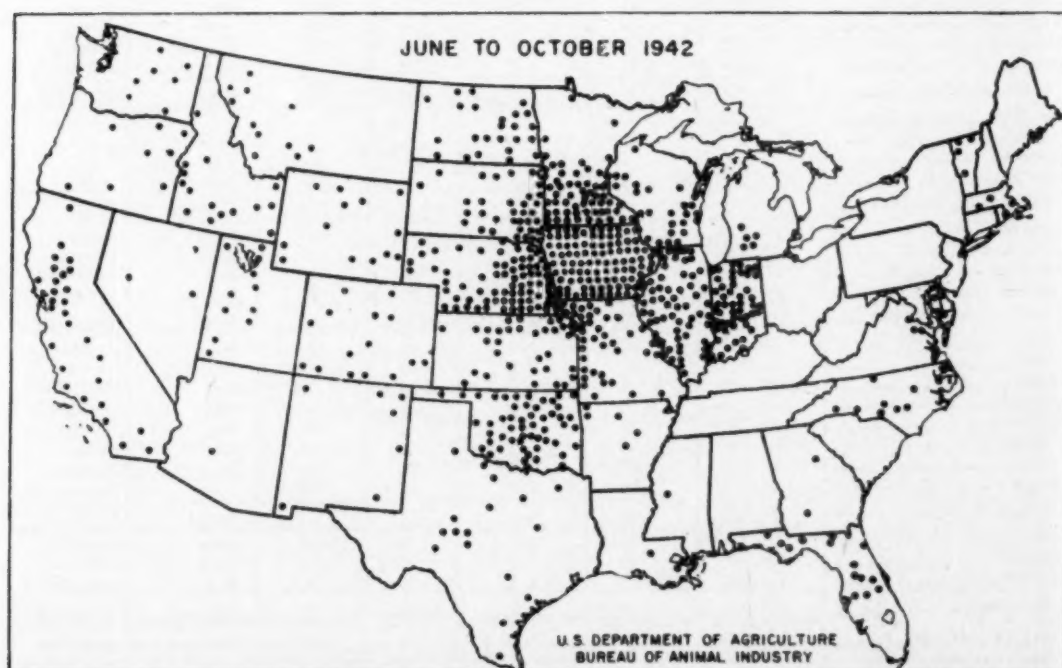 JUNE TO OCTOBER 1942
U.S. DEPARTMENT OF AGRICULTURE
BUREAU OF ANIMAL INDUSTRY